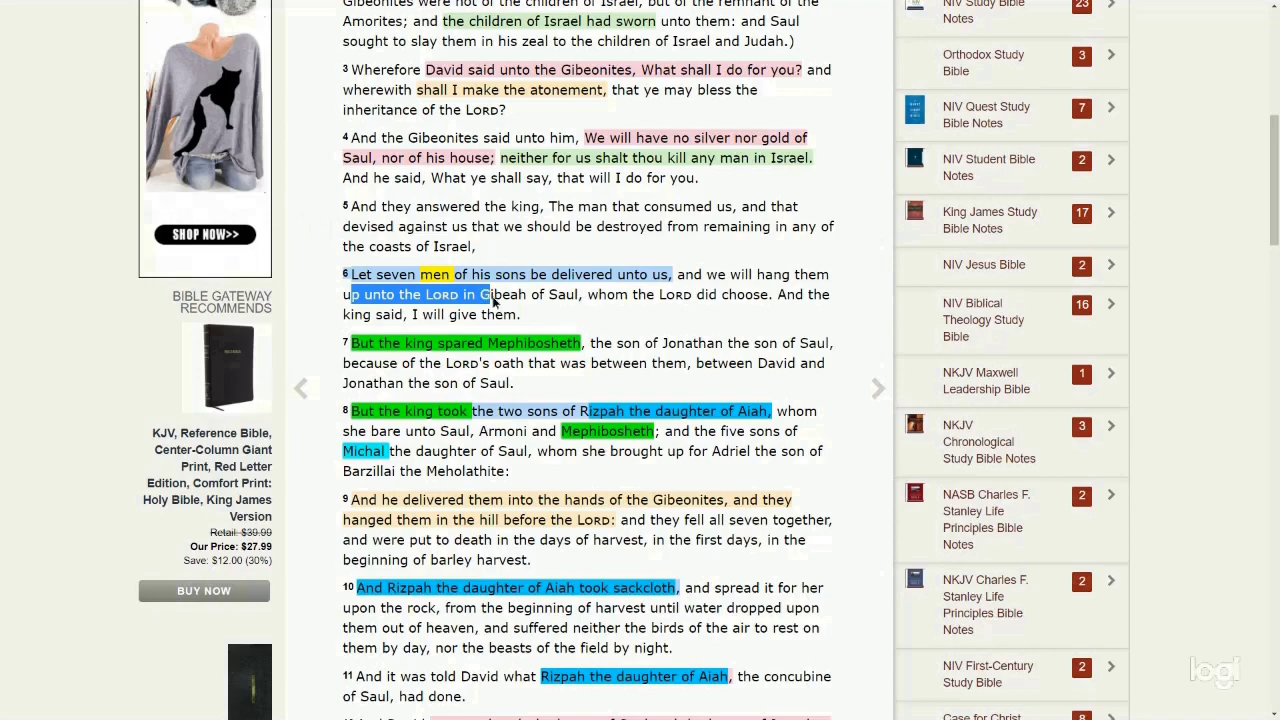 SHOP NOW>>
BIBLE GATEWAY
RECOMMENDS
KJV, Reference Bible,
Center-Column Giant
Print, Red Letter
Edition, Comfort Print:
Holy Bible, King James
Version
Retail: $39.99
Our Price: $27.99
Save: $12.00 (30%)
BUY NOW
Gibeonites were not of the children of Israel, but of the remnant of the
Amorites; and the children of Israel had sworn unto them: and Saul
sought to slay them in his zeal to the children of Israel and Judah.)
3 Wherefore David said unto the Gibeonites, What shall I do for you? and
wherewith shall I make the atonement, that ye may bless the
inheritance of the LORD?
4 And the Gibeonites said unto him, We will have no silver nor gold of
Saul, nor of his house; neither for us shalt thou kill any man in Israel.
And he said, What ye shall say, that will I do for you.
5 And they answered the king, The man that consumed us, and that
devised against us that we should be destroyed from remaining in any of
the coasts of Israel,
6 Let seven men of his sons be delivered unto us, and we will hang them
up unto the LORD in Gibeah of Saul, whom the LORD did choose. And the
king said, I will give them.
7 But the king spared Mephibosheth, the son of Jonathan the son of Saul,
because of the LORD's oath that was between them, between David and
Jonathan the son of Saul.
8 But the king took the two sons of Rizpah the daughter of Aiah, whom
she bare unto Saul, Armoni and Mephibosheth; and the five sons of
Michal the daughter of Saul, whom she brought up for Adriel the son of
Barzillai the Meholathite:
9 And he delivered them into the hands of the Gibeonites, and they
hanged them in the hill before the LORD: and they fell all seven together,
and were put to death in the days of harvest, in the first days, in the
beginning of barley harvest.
10 And Rizpah the daughter of Aiah took sackcloth, and spread it for her
upon the rock, from the beginning of harvest until water dropped upon
them out of heaven, and suffered neither the birds of the air to rest on
them by day, nor the beasts of the field by night.
11 And it was told David what Rizpah the daughter of Aiah, the concubine
of Saul, had done.
NIV Study Bible 23
Notes
Orthodox Study 3
Bible
NIV Quest Study 7
Bible Notes
NIV Student Bible 2
Notes
King James Study 17
Bible Notes
NIV Jesus Bible 2
NIV Biblical 16
Theology Study
Bible
NKJV Maxwell 1
Leadership Bible
NKJV 3
Chronological
Study Bible Notes
NASB Charles F. 2
Stanley Life
Principles Bible
Notes
NKJV Charles F. 2
Stanley Life
Principles Bible
Notes
NIV First-Century 2
Study Bible
Case for Christ 8
logi